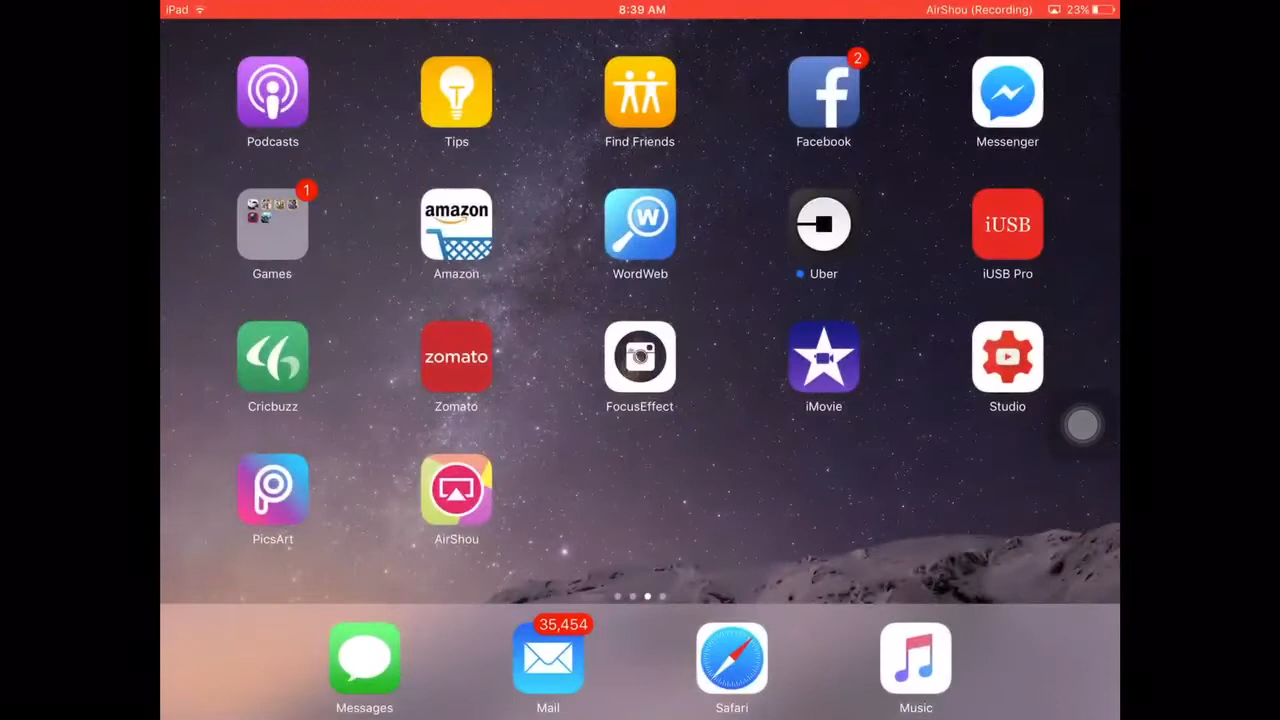 iPad 8:39 AM AirShou (Recording) 23%
2
Podcasts Tips Find Friends Facebook Messenger
1
amazon W iUSB
Games Amazon WordWeb Uber iUSB Pro
zomato
Cricbuzz Zomato FocusEffect iMovie Studio
PicsArt AirShou
35,454
Messages Mail Safari Music